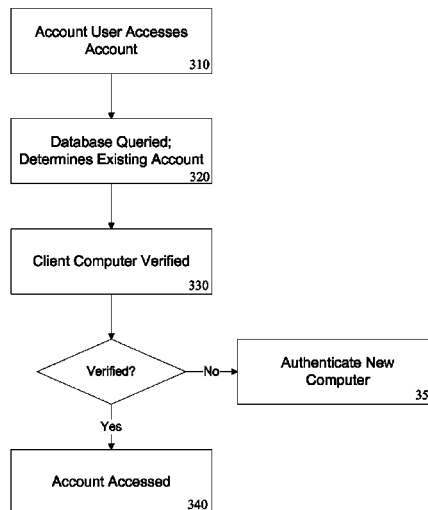 Account User Accesses
Account
310
Database Queried;
Determines Existing Account
320
Client Computer Verified
330
Verified?
No
Authenticate New
Computer
35
Yes
Account Accessed
340